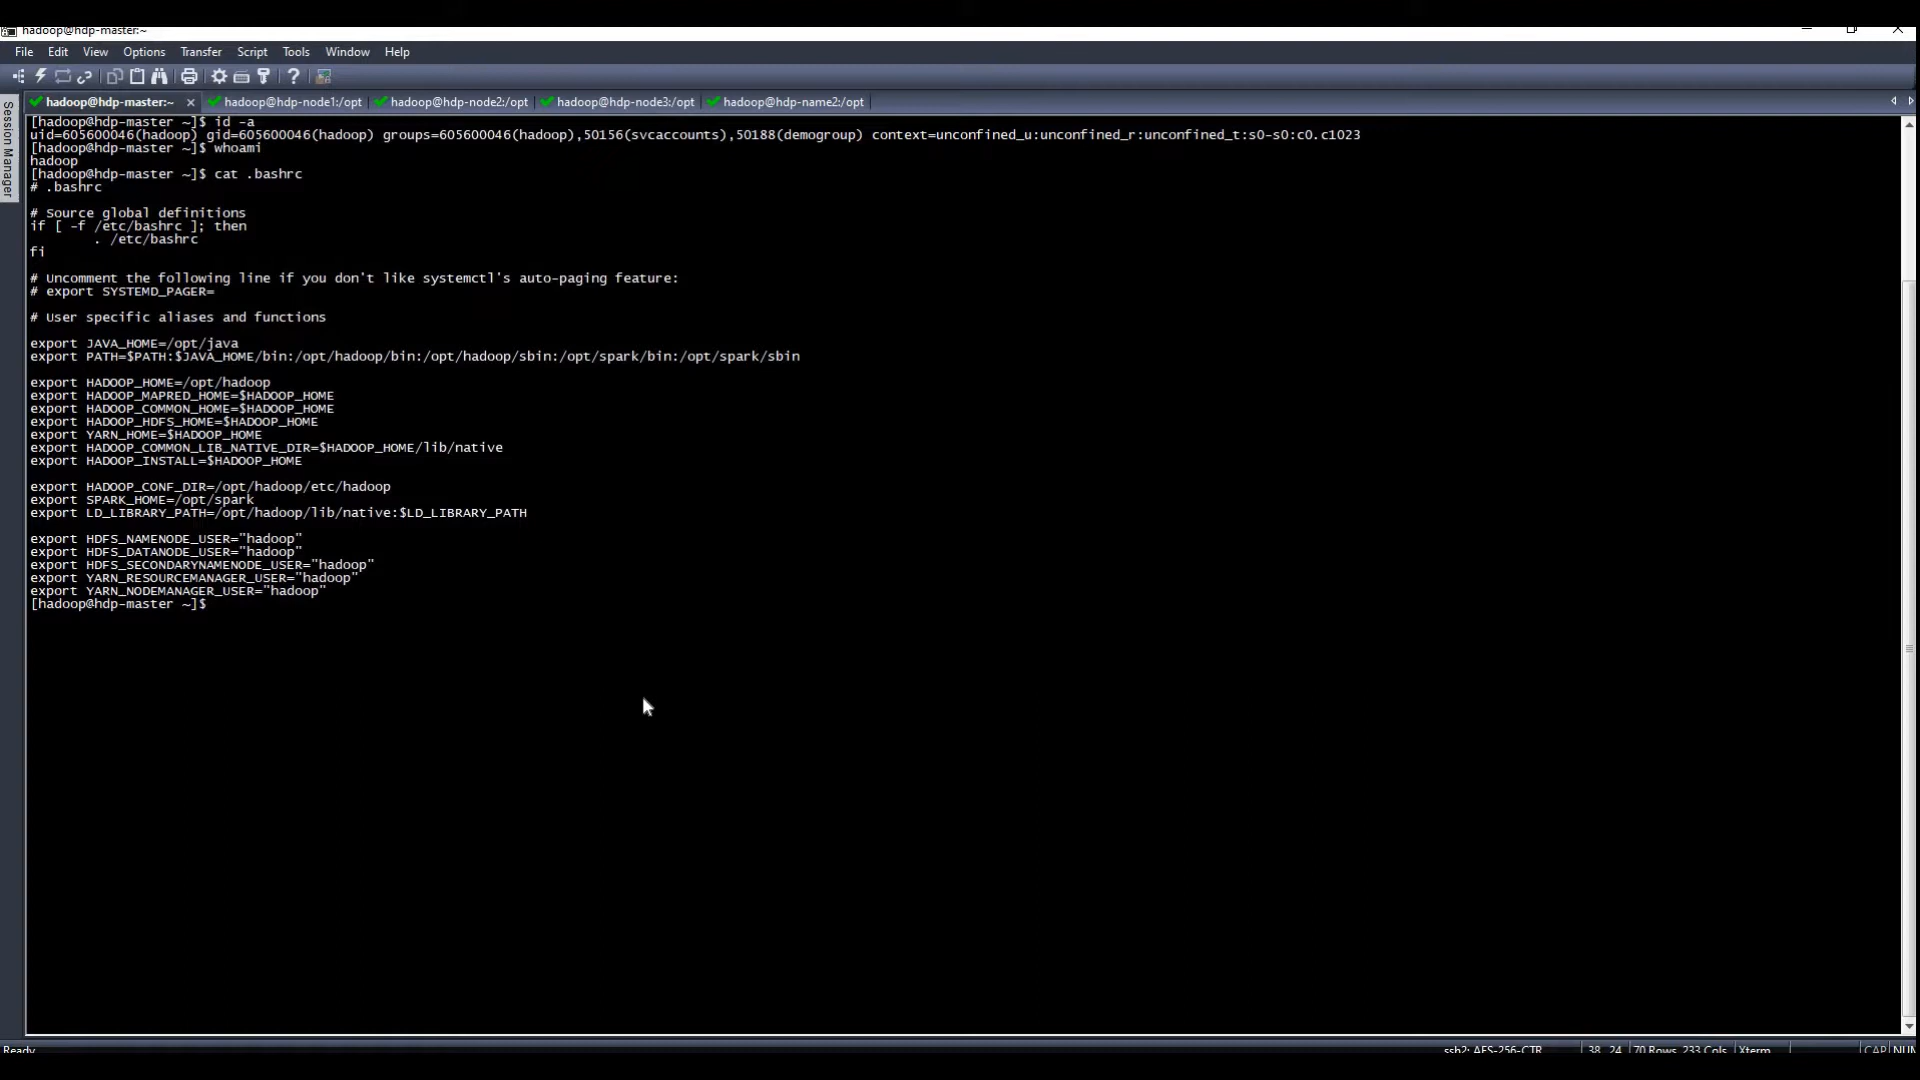 hadoop@hdp-master:~
File Edit View Options Transfer Script Tools Window Help
hadoop@hdp-master:~ hadoop@hdp-node1:/opt hadoop@hdp-node2:/opt hadoop@hdp-node3:/opt hadoop@hdp-name2:/opt
Session Manager
[hadoop@hdp-master ~]$ id -a
uid=605600046(hadoop) gid=605600046(hadoop) groups=605600046(hadoop),50156(svcaccounts),50188(demogroup) context=unconfined_u:unconfined_r:unconfined_t:s0-s0:c0.c1023
[hadoop@hdp-master ~]$ whoami
hadoop
[hadoop@hdp-master ~]$ cat .bashrc
# .bashrc
# Source global definitions
if [ -f /etc/bashrc ]; then
. /etc/bashrc
fi
# Uncomment the following line if you don't like systemctl's auto-paging feature:
# export SYSTEMD_PAGER=
# User specific aliases and functions
export JAVA_HOME=/opt/java
export PATH=$PATH:$JAVA_HOME/bin:/opt/hadoop/bin:/opt/hadoop/sbin:/opt/spark/bin:/opt/spark/sbin
export HADOOP_HOME=/opt/hadoop
export HADOOP_MAPRED_HOME=$HADOOP_HOME
export HADOOP_COMMON_HOME=$HADOOP_HOME
export HADOOP_HDFS_HOME=$HADOOP_HOME
export YARN_HOME=$HADOOP_HOME
export HADOOP_COMMON_LIB_NATIVE_DIR=$HADOOP_HOME/lib/native
export HADOOP_INSTALL=$HADOOP_HOME
export HADOOP_CONF_DIR=/opt/hadoop/etc/hadoop
export SPARK_HOME=/opt/spark
export LD_LIBRARY_PATH=/opt/hadoop/lib/native:$LD_LIBRARY_PATH
export HDFS_NAMENODE_USER="hadoop"
export HDFS_DATANODE_USER="hadoop"
export HDFS_SECONDARYNAMENODE_USER="hadoop"
export YARN_RESOURCEMANAGER_USER="hadoop"
export YARN_NODEMANAGER_USER="hadoop"
[hadoop@hdp-master ~]$
Ready ssh2: AES-256-CTR 38, 24 70 Rows, 233 Cols Xterm CAP NUM